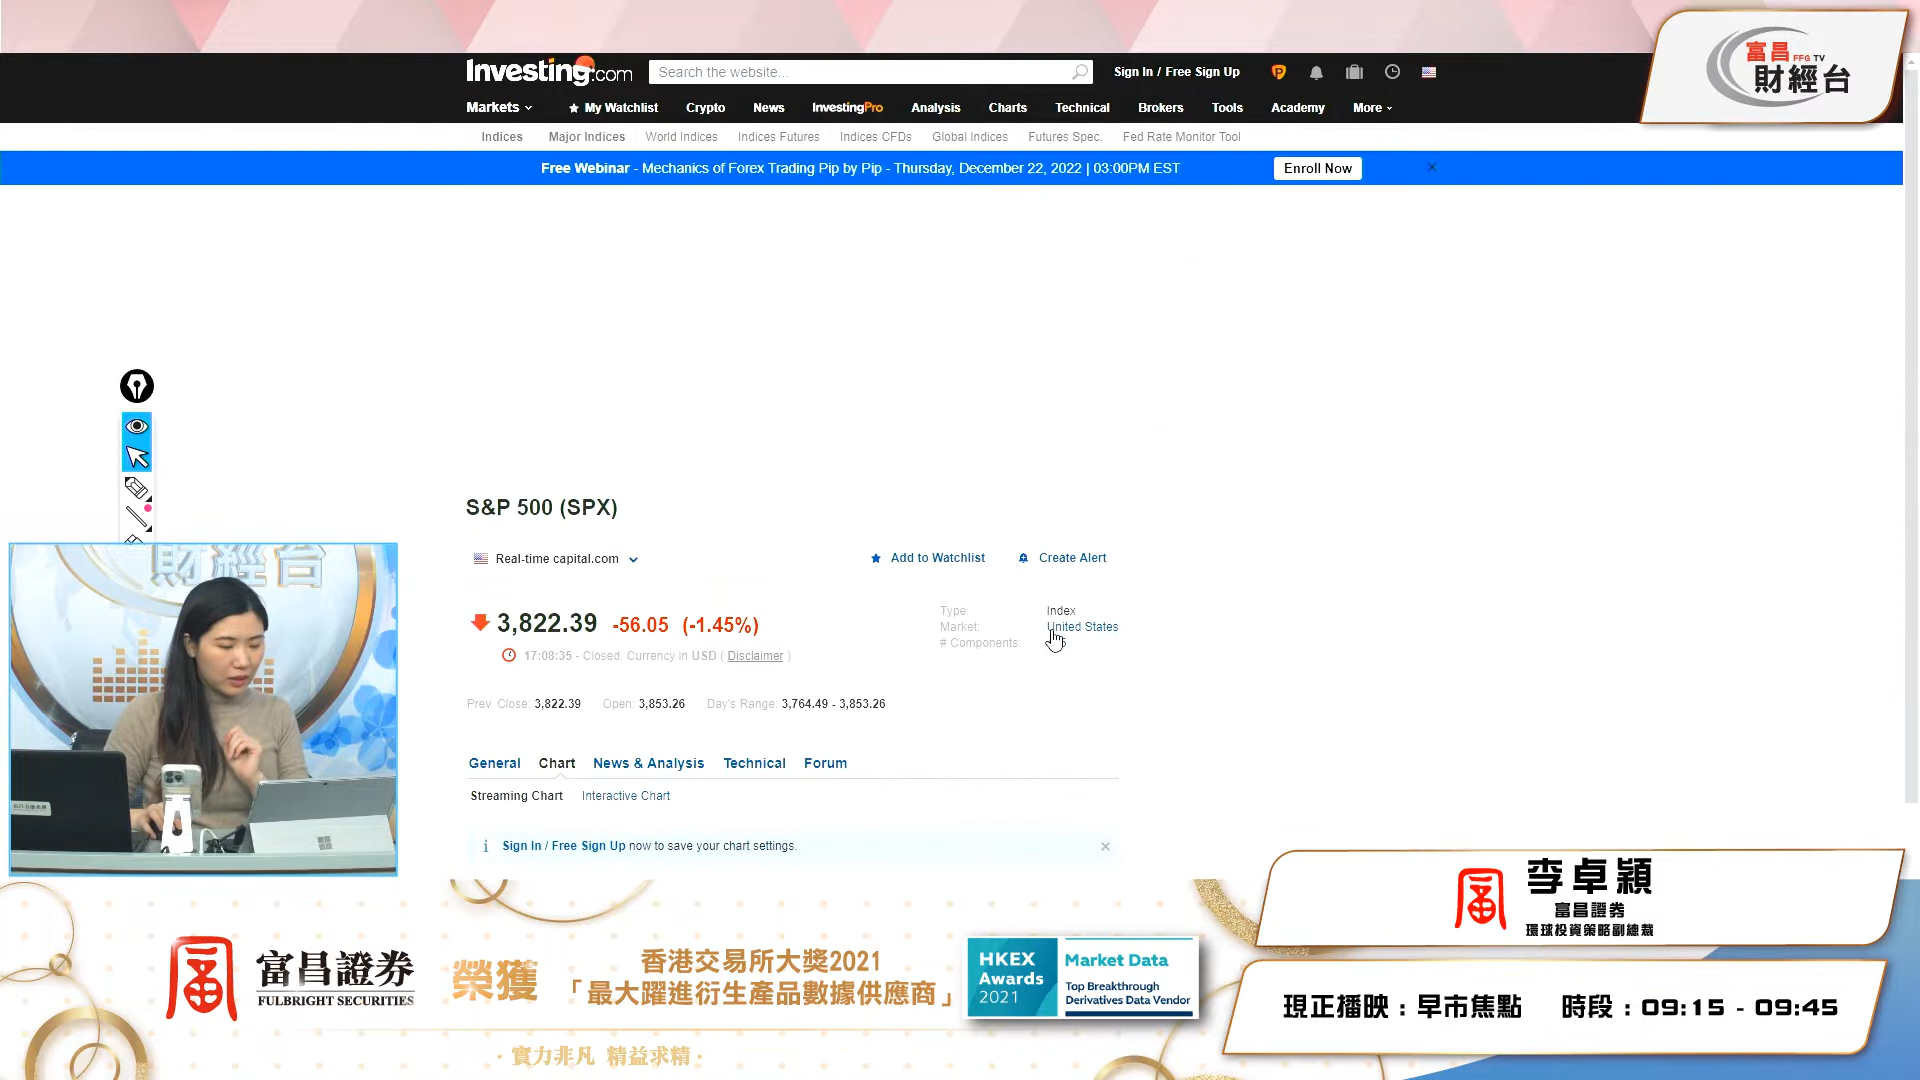 富昌 FFG TV
財經台
Investing.com
Search the website...
Sign In / Free Sign Up
Markets
My Watchlist
Crypto
News
InvestingPro
Analysis
Charts
Technical
Brokers
Tools
Academy
More
Indices
Major Indices
World Indices
Indices Futures
Indices CFDs
Global Indices
Futures Spec.
Fed Rate Monitor Tool
Free Webinar - Mechanics of Forex Trading Pip by Pip - Thursday, December 22, 2022 | 03:00PM EST
Enroll Now
S&P 500 (SPX)
Real-time capital.com
Add to Watchlist
Create Alert
3,822.39 -56.05 (-1.45%)
17:08:35 - Closed. Currency in USD ( Disclaimer )
Type: Index
Market: United States
# Components:
Prev. Close: 3,822.39
Open: 3,853.26
Day's Range: 3,764.49 - 3,853.26
General
Chart
News & Analysis
Technical
Forum
Streaming Chart
Interactive Chart
Sign In / Free Sign Up now to save your chart settings.
財經台
李卓穎
富昌證券
環球投資策略副總裁
富昌證券
FULBRIGHT SECURITIES
榮獲
香港交易所大獎2021
「最大躍進衍生產品數據供應商」
HKEX
Awards
2021
Market Data
Top Breakthrough
Derivatives Data Vendor
現正播映：早市焦點 時段：09:15 - 09:45
· 實力非凡 精益求精 ·